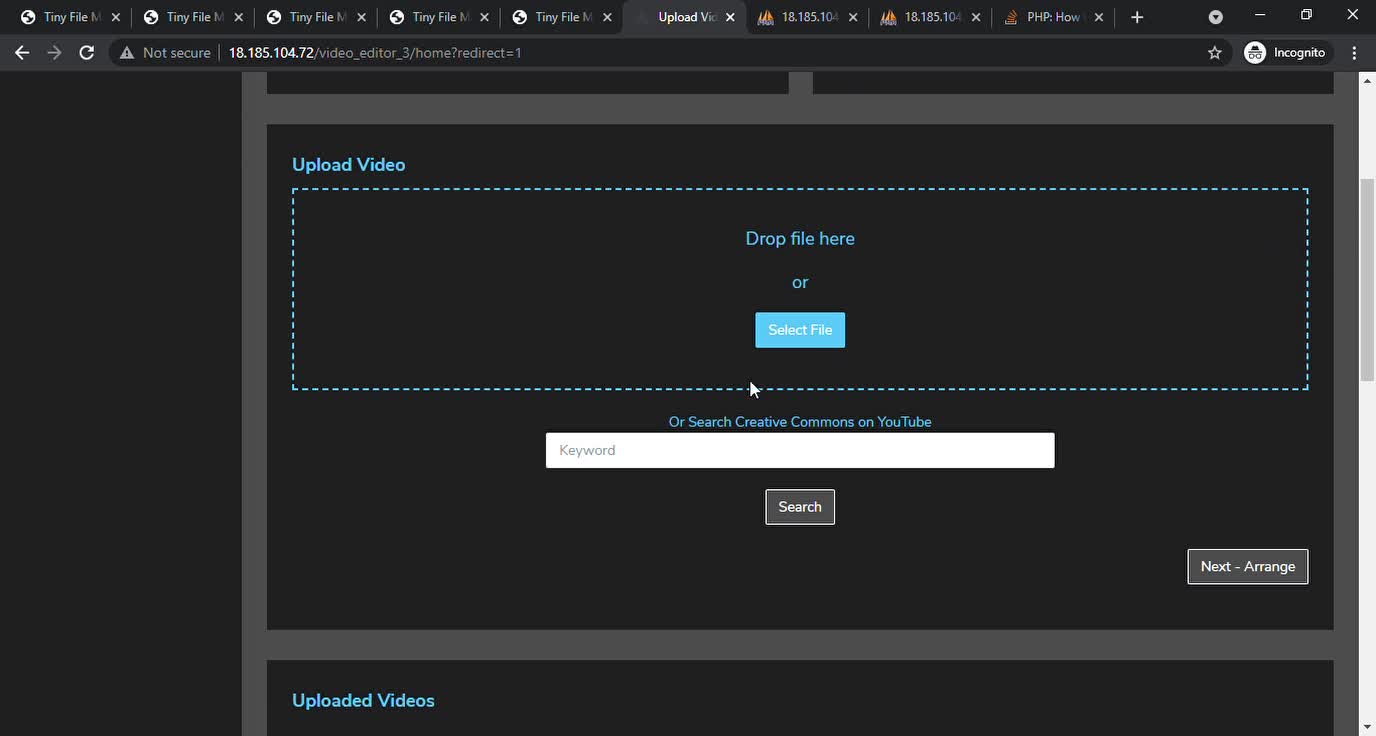 Tiny File M
Tiny File M
Tiny File M
Tiny File M
Tiny File M
Upload Vid
18.185.104
18.185.104
PHP: How
Not secure
18.185.104.72/video_editor_3/home?redirect=1
Incognito
Upload Video
Drop file here
or
Select File
Or Search Creative Commons on YouTube
Keyword
Search
Next - Arrange
Uploaded Videos